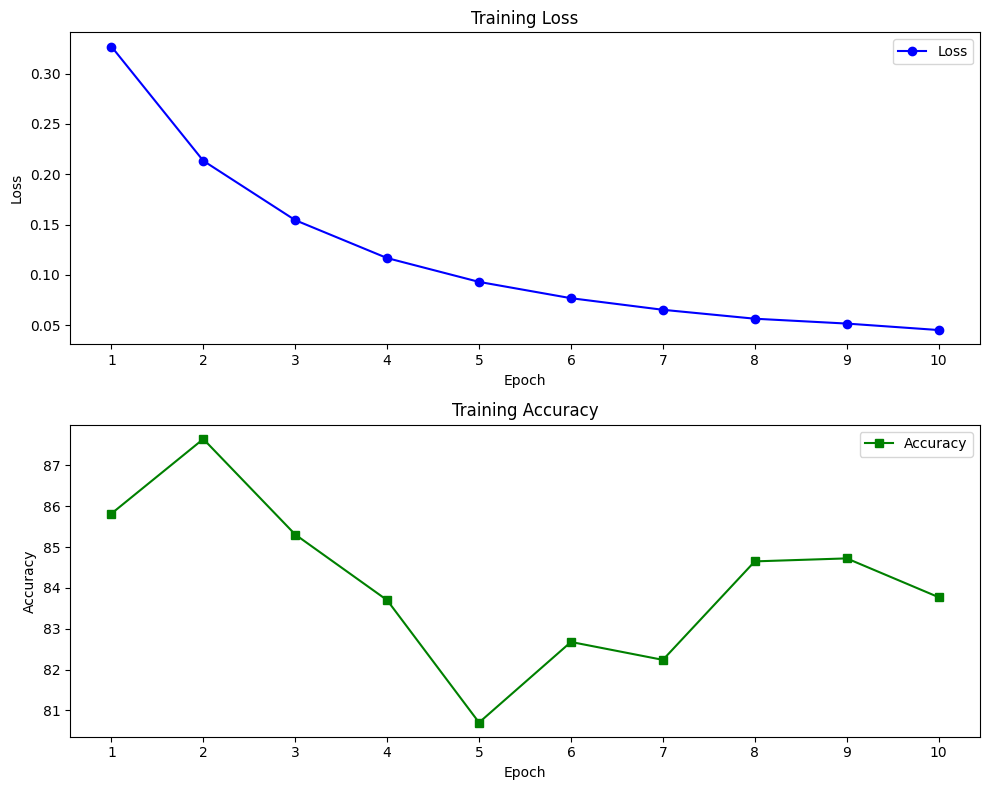 Training Loss
Loss
0.30
0.25
0.20
0.15
0.10
0.05
Loss
1 2 3 4 5 6 7 8 9 10
Epoch
Training Accuracy
Accuracy
87
86
85
84
83
82
81
Accuracy
1 2 3 4 5 6 7 8 9 10
Epoch